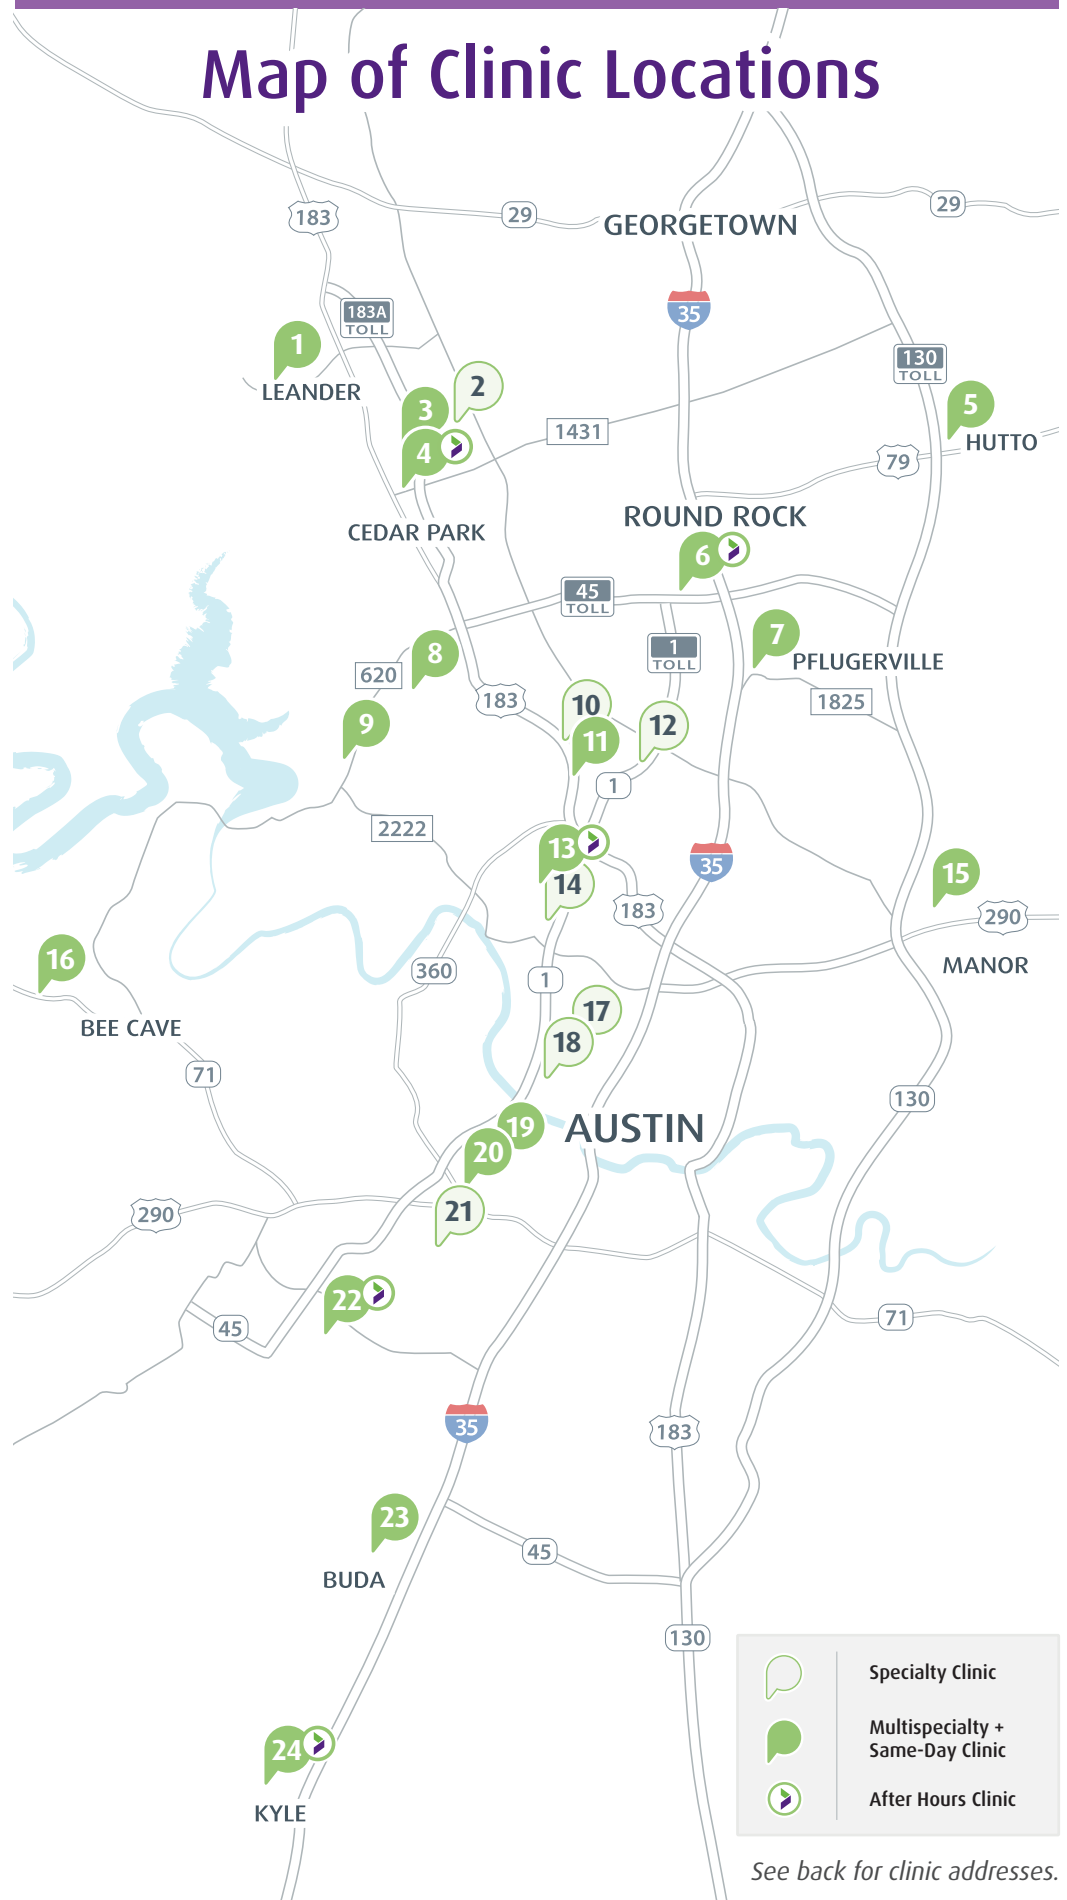 Map of Clinic Locations
29
29
183
GEORGETOWN
35
183A
TOLL
1
130
TOLL
LEANDER
2
3
5
1431
HUTTO
4
79
ROUND ROCK
CEDAR PARK
6
45
TOLL
7
1
TOLL
8
PFLUGERVILLE
620
183
1825
10
9
12
11
1
2222
13
35
15
14
183
290
16
360
MANOR
1
17
BEE CAVE
18
71
130
19
AUSTIN
20
21
290
22
71
45
35
183
23
45
BUDA
130
Specialty Clinic
Multispecialty +
Same-Day Clinic
24
After Hours Clinic
KYLE
See back for clinic addresses.